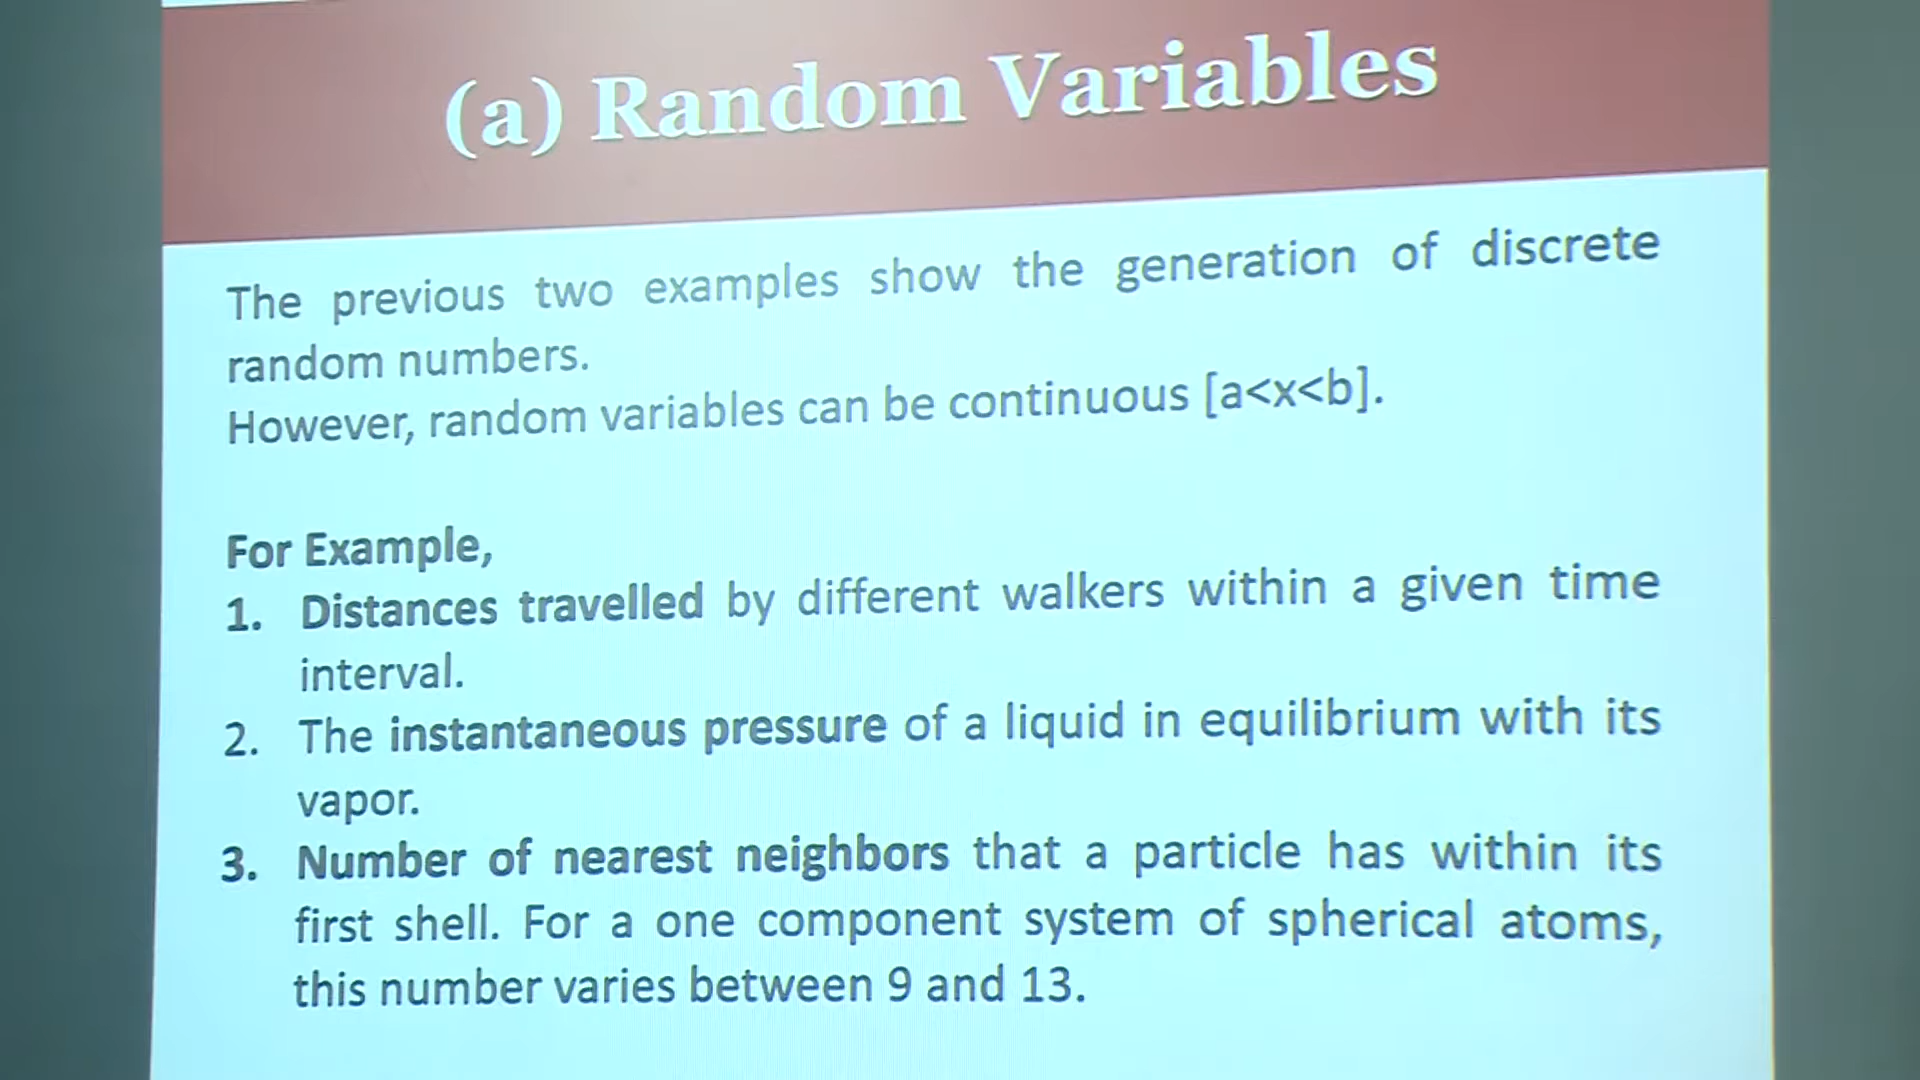 (a) Random Variables
The previous two examples show the generation of discrete
random numbers.
However, random variables can be continuous [a<x<b].
For Example,
1. Distances travelled by different walkers within a given time
interval.
2. The instantaneous pressure of a liquid in equilibrium with its
vapor.
3. Number of nearest neighbors that a particle has within its
first shell. For a one component system of spherical atoms,
this number varies between 9 and 13.